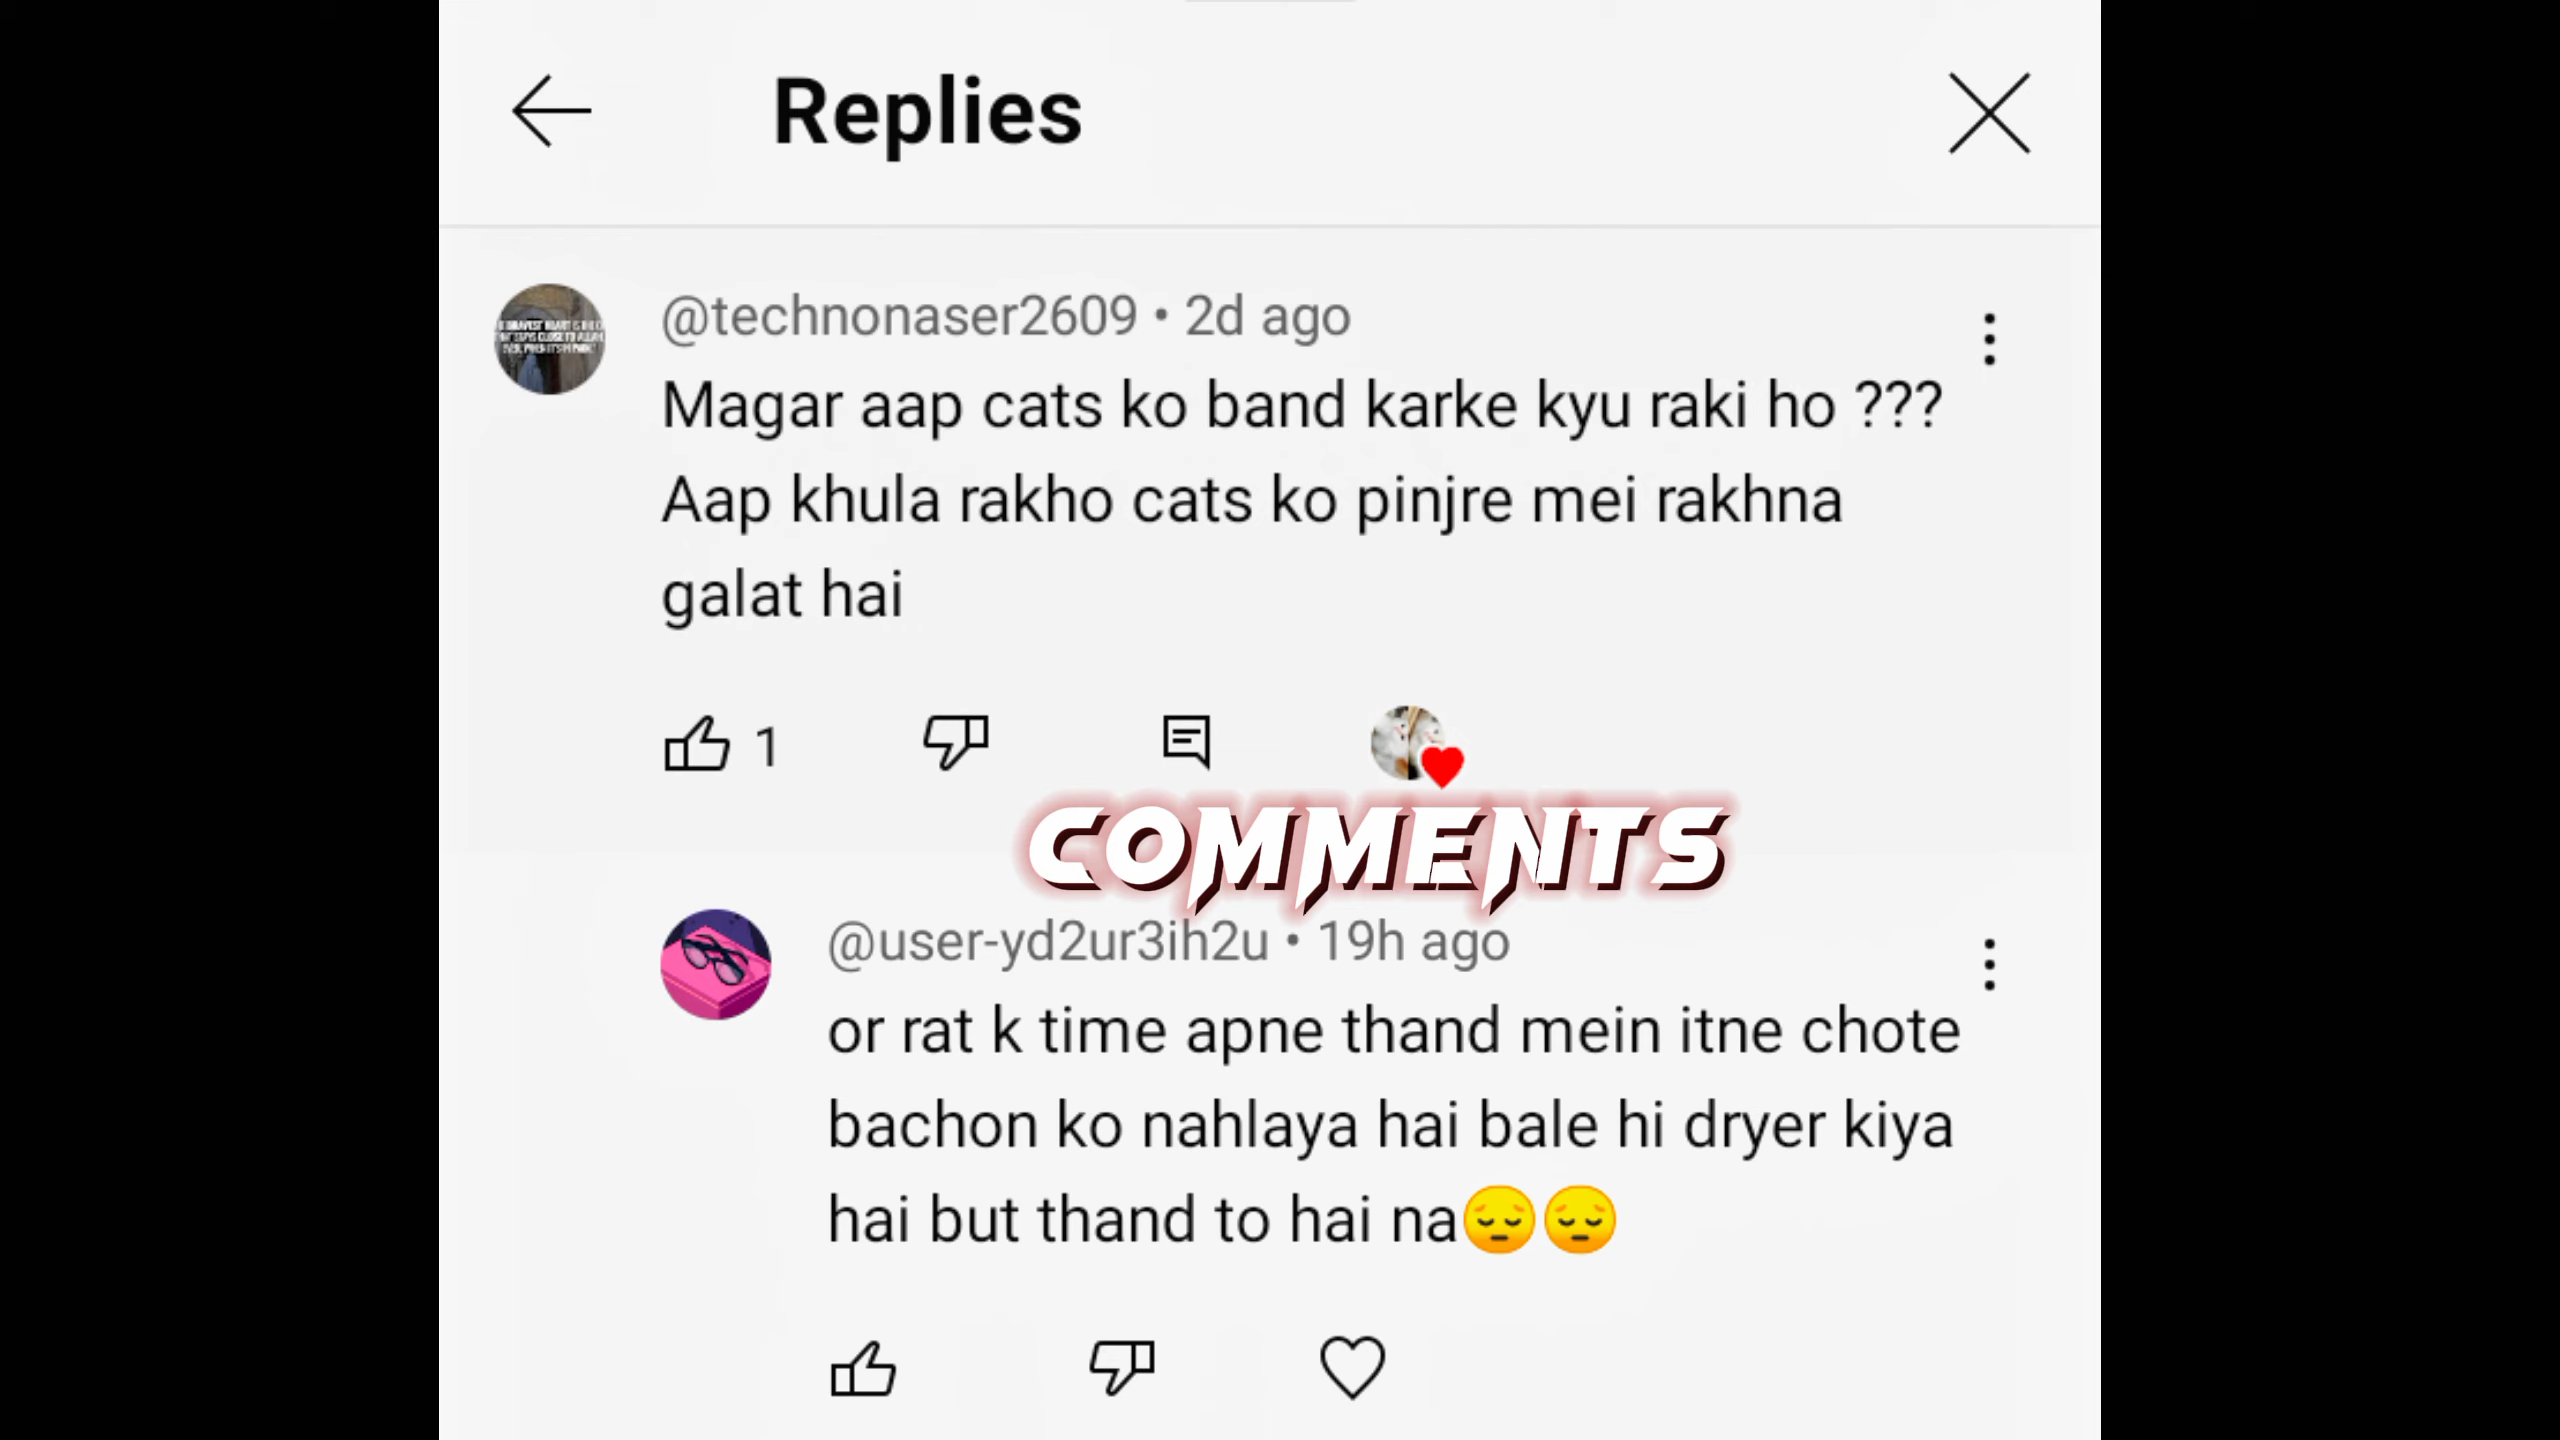 Replies
@technonaser2609 • 2d ago
Magar aap cats ko band karke kyu raki ho ???
Aap khula rakho cats ko pinjre mei rakhna
galat hai
1
COMMENTS
@user-yd2ur3ih2u • 19h ago
or rat k time apne thand mein itne chote
bachon ko nahlaya hai bale hi dryer kiya
hai but thand to hai na😔😔